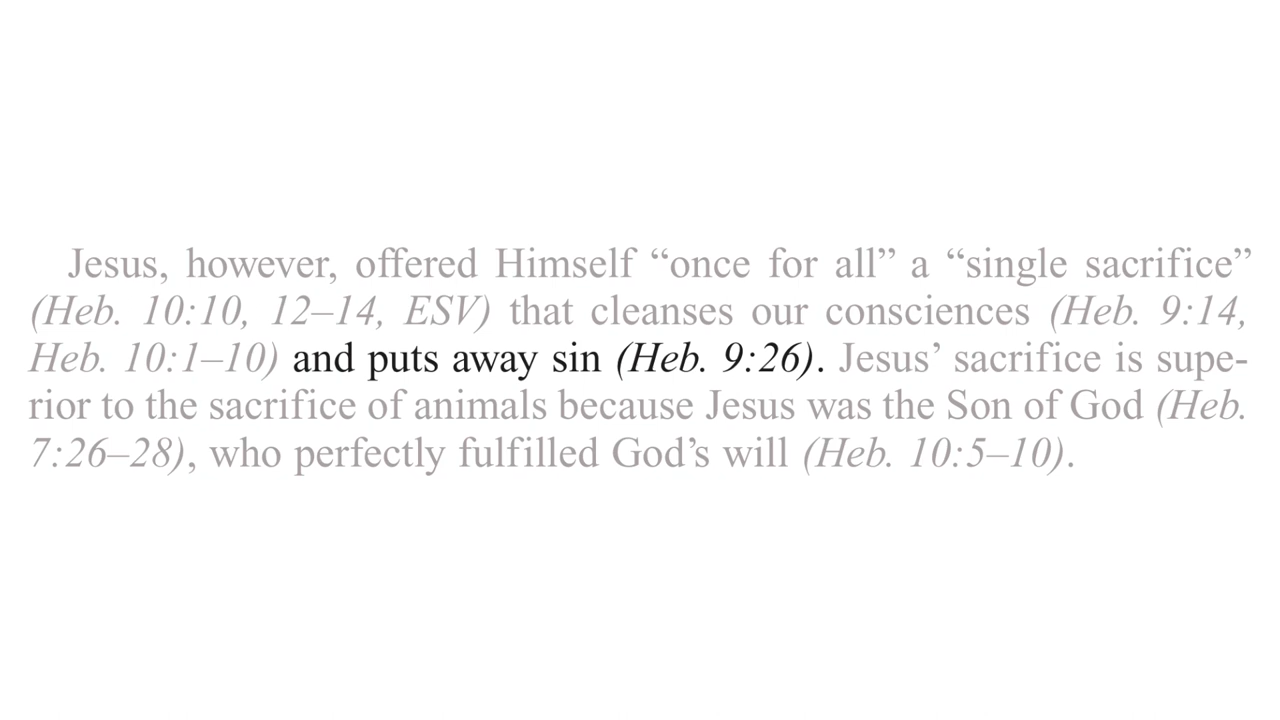 Jesus, however, offered Himself “once for all” a “single sacrifice”
(Heb. 10:10, 12–14, ESV) that cleanses our consciences (Heb. 9:14,
Heb. 10:1–10) and puts away sin (Heb. 9:26). Jesus’ sacrifice is supe-
rior to the sacrifice of animals because Jesus was the Son of God (Heb.
7:26–28), who perfectly fulfilled God’s will (Heb. 10:5–10).